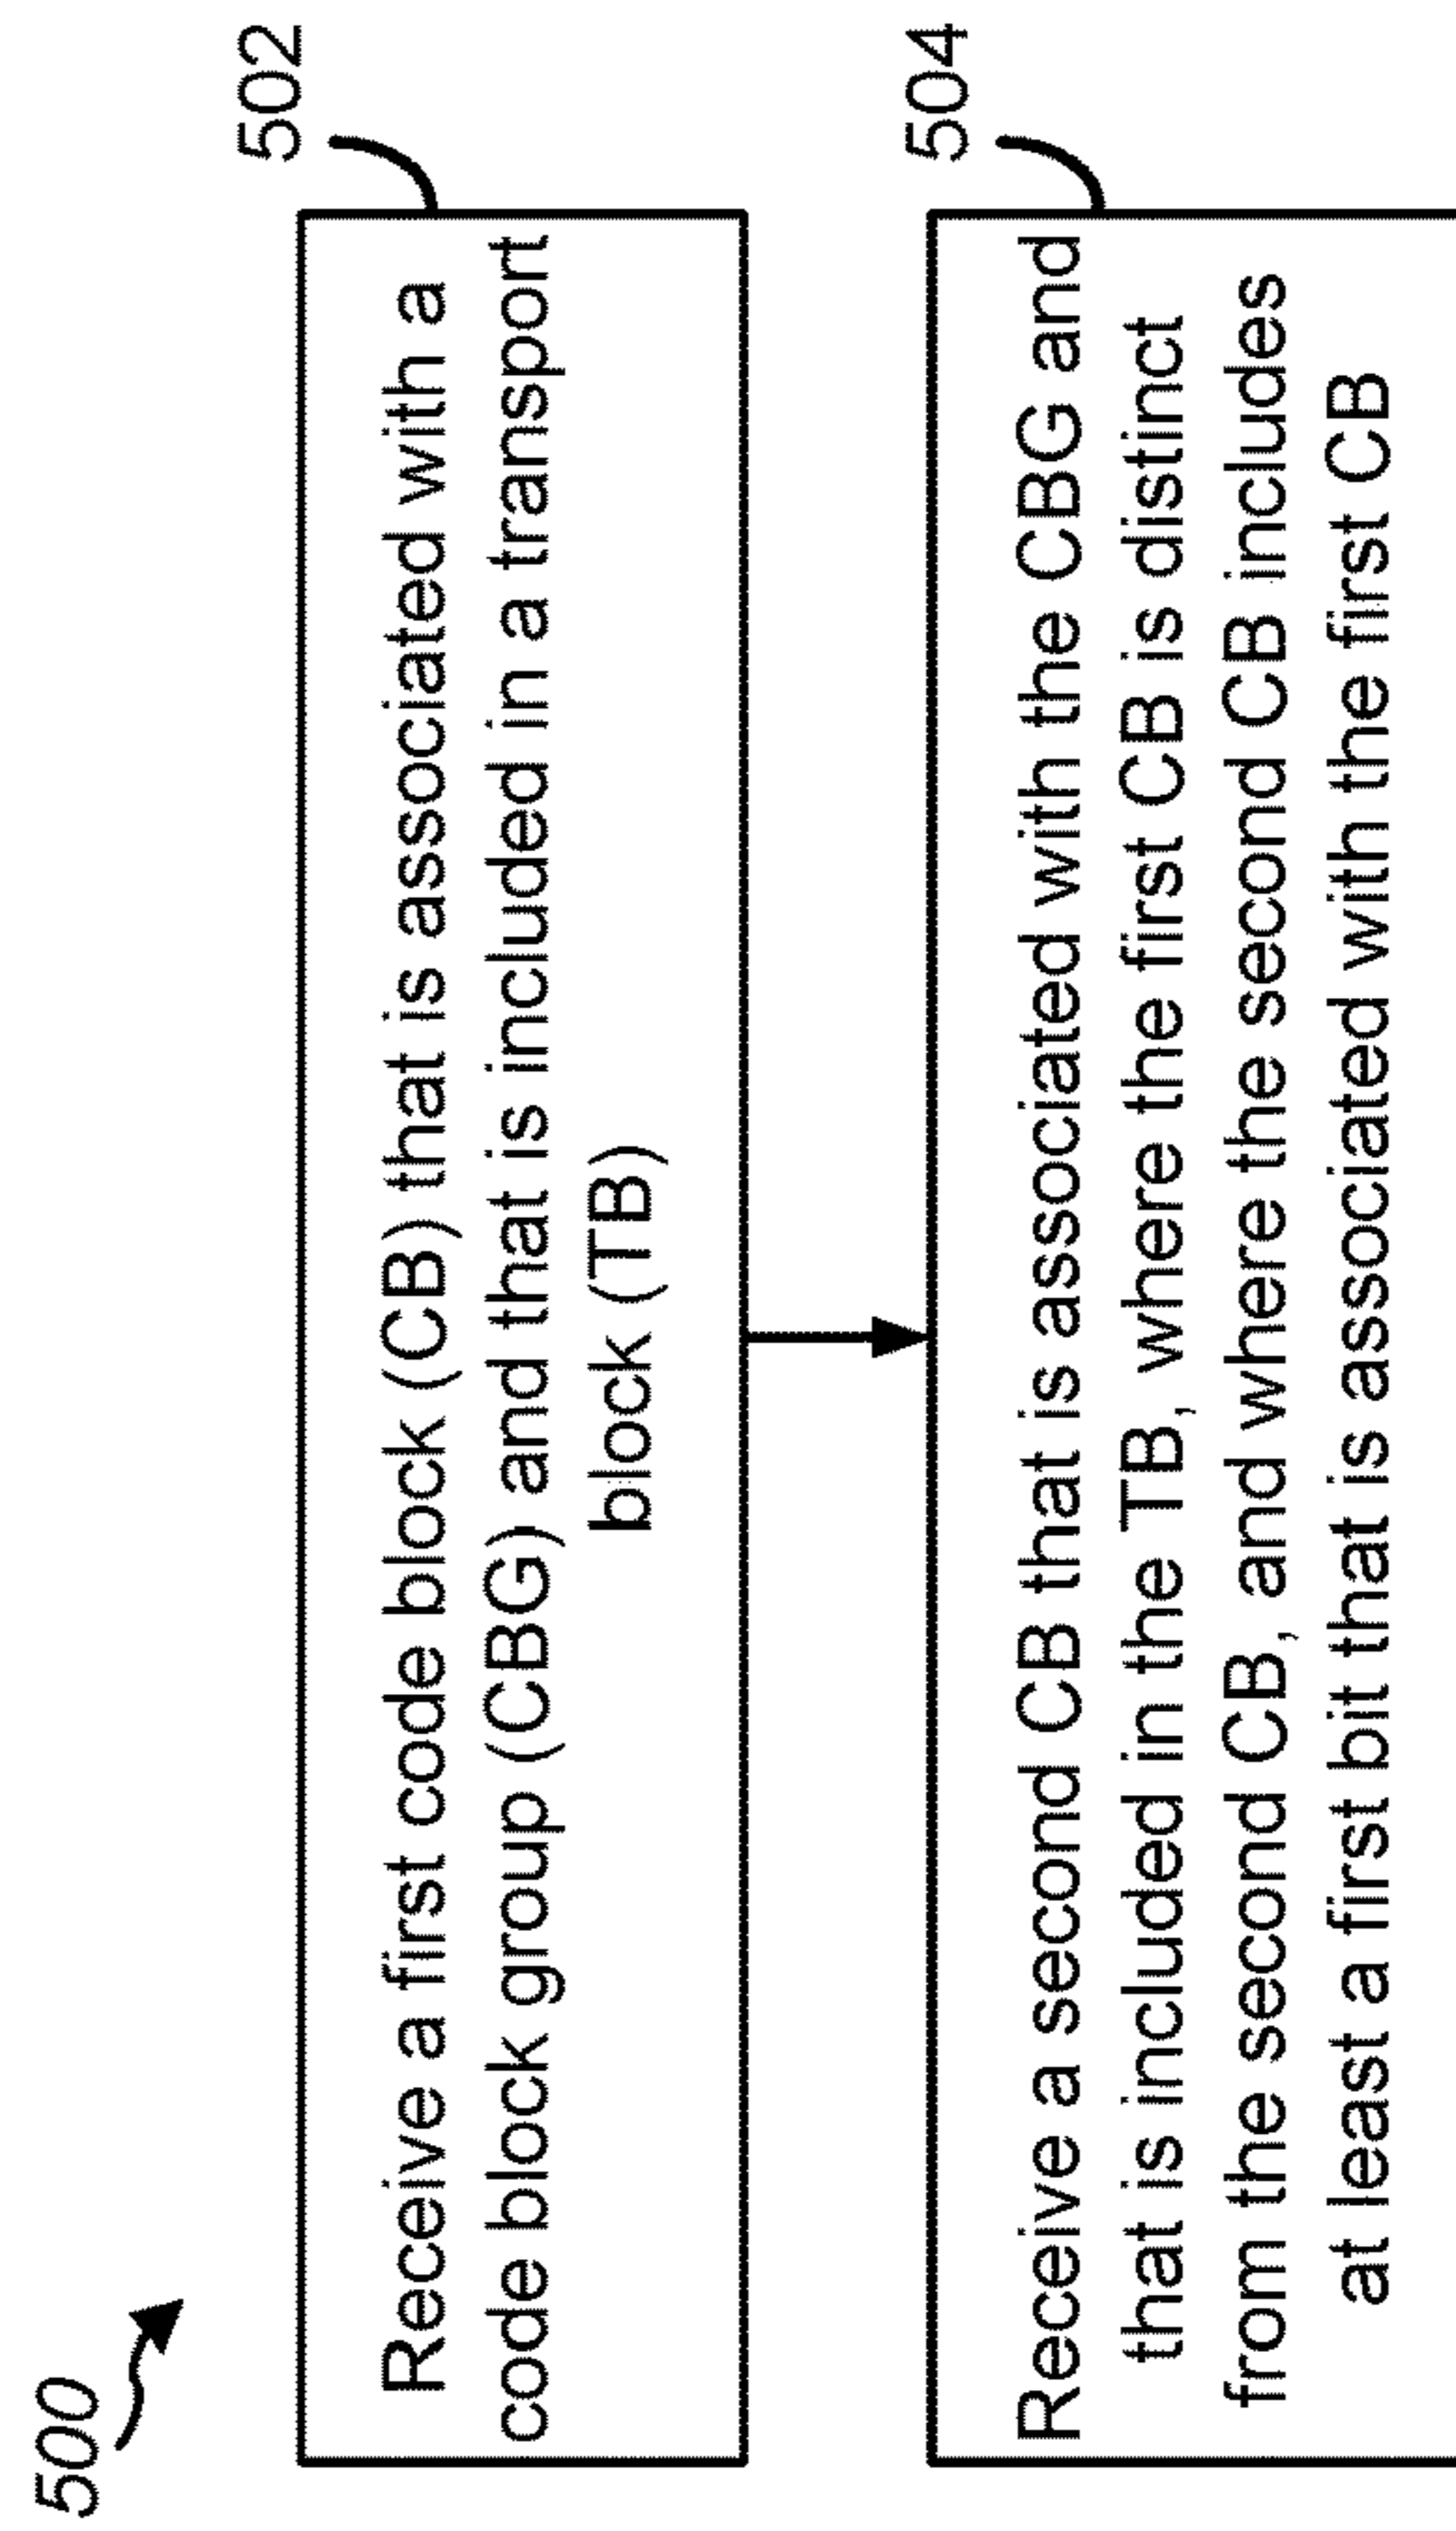 500
502
Receive a first code block (CB) that is associated with a
code block group (CBG) and that is included in a transport
block (TB)
504
Receive a second CB that is associated with the CBG and
that is included in the TB, where the first CB is distinct
from the second CB, and where the second CB includes
at least a first bit that is associated with the first CB